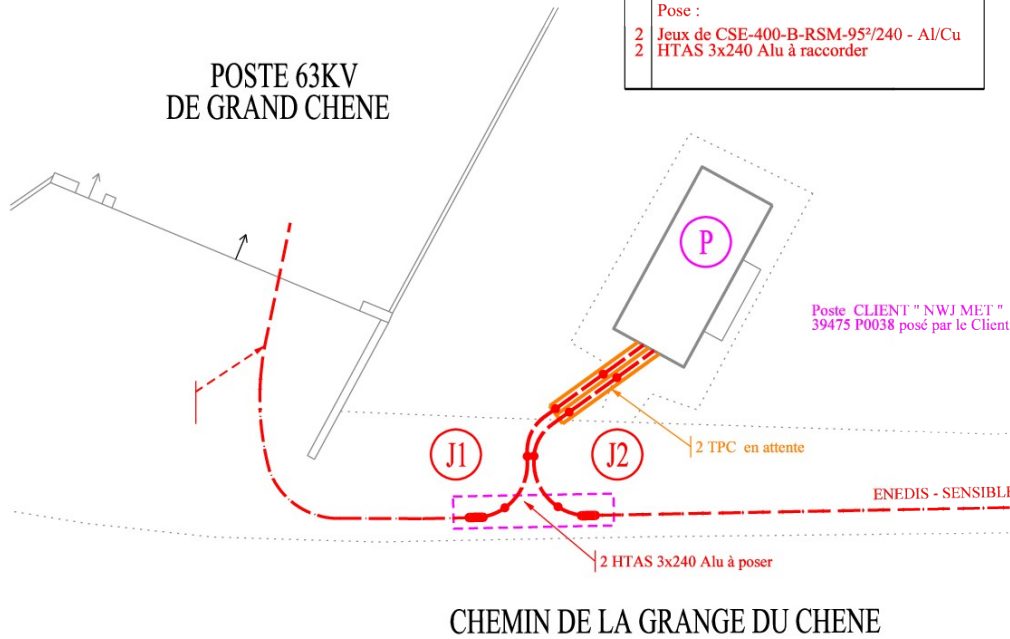 Pose :
2 Jeux de CSE-400-B-RSM-95²/240 - Al/Cu
2 HTAS 3x240 Alu à raccorder
POSTE 63KV
DE GRAND CHENE
P
Poste CLIENT " NWJ MET "
39475 P0038 posé par le Client
J1
J2
2 TPC en attente
ENEDIS - SENSIBLE
2 HTAS 3x240 Alu à poser
CHEMIN DE LA GRANGE DU CHENE